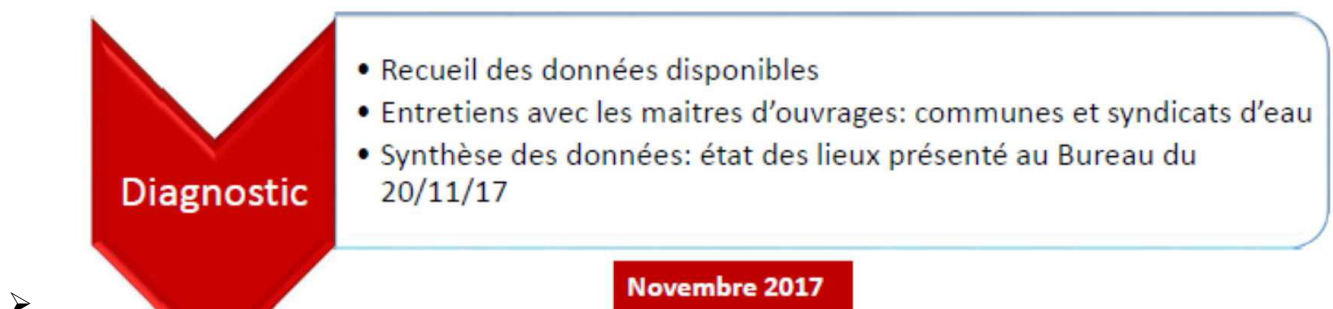 Diagnostic
• Recueil des données disponibles
• Entretiens avec les maitres d'ouvrages: communes et syndicats d'eau
• Synthèse des données: état des lieux présenté au Bureau du
20/11/17
Novembre 2017
➢